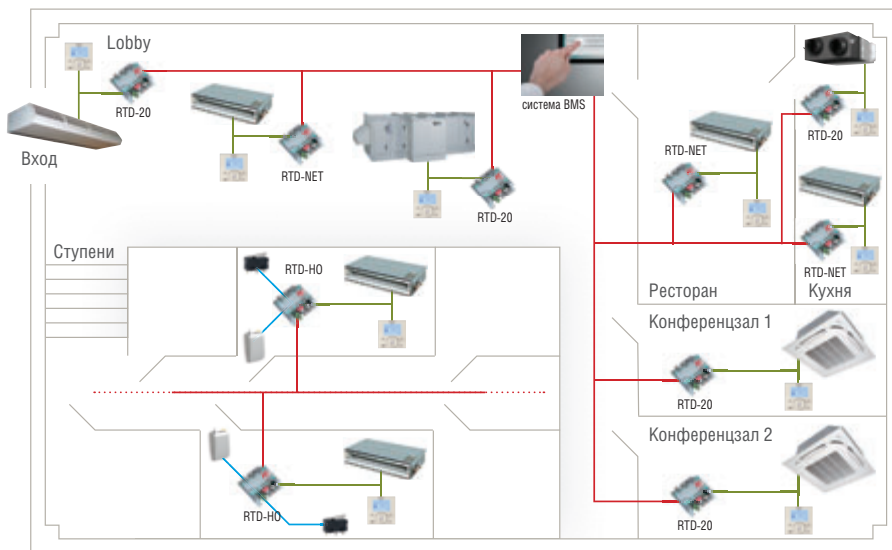 Lobby
RTD-20
Вход
RTD-NET
RTD-20
система BMS
RTD-NET
RTD-20
RTD-NET
Ресторан
Кухня
Ступени
RTD-HO
RTD-HO
Конференцзал 1
RTD-20
Конференцзал 2
RTD-20